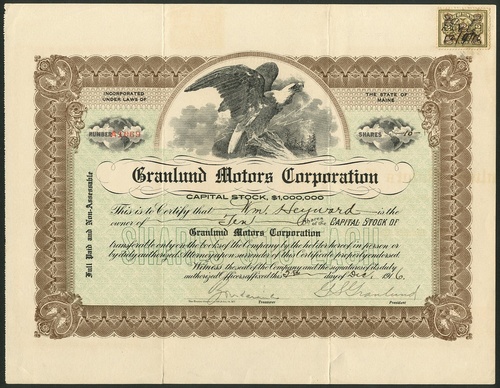 INCORPORATED
UNDER LAWS OF
THE STATE OF
MAINE
NUMBER
SHARES 10
Granlund Motors Corporation
CAPITAL STOCK, $1,000,000
Full Paid and Non-Assessable
This is to Certify that Wm. Heyward is the
owner of Ten CAPITAL STOCK OF
Granlund Motors Corporation
transferable only on the books of the Company by the holder hereof in person or
by duly authorized Attorney upon surrender of this Certificate properly endorsed.
Witness the seal of the Company and the signatures of its duly
authorized officers affixed this day of Dec. 1916
Granlund
President
SHARES